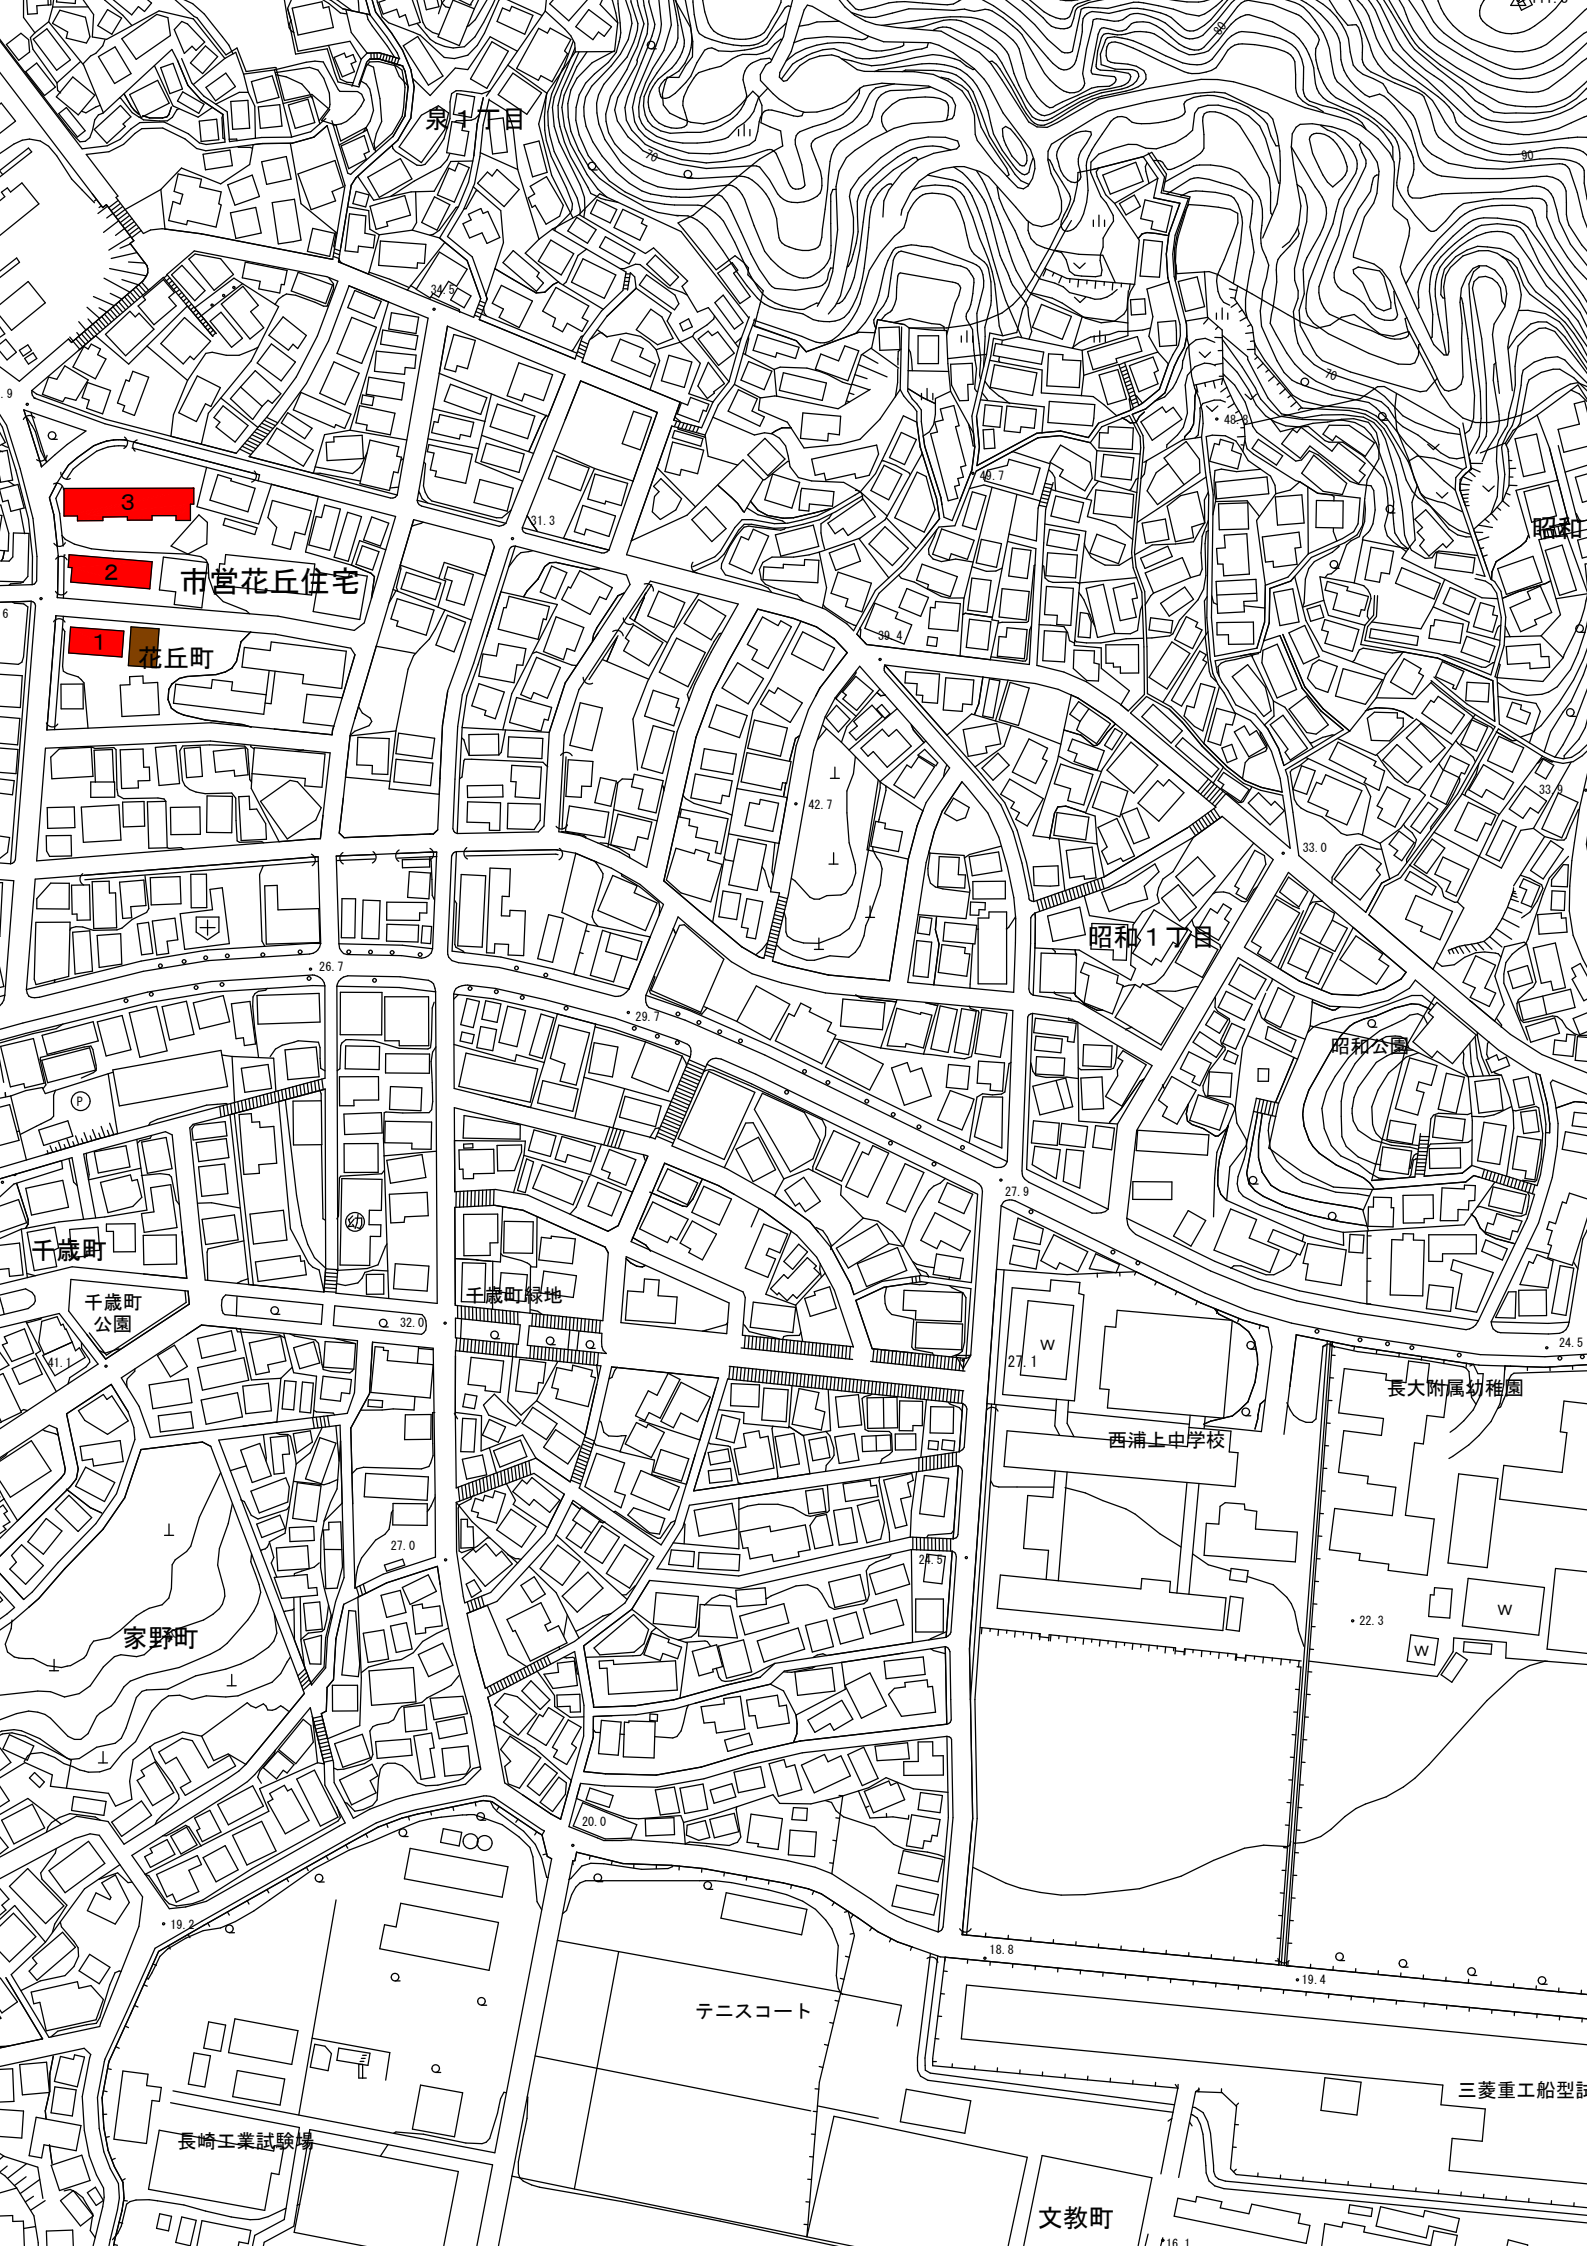 泉1丁目
90
70
34.5
70
48.8
49.7
3
31.3
昭和
2
市営花丘住宅
6
1
花丘町
39.4
42.7
33.9
33.0
昭和1丁目
26.7
29.7
昭和公園
P
27.9
幼
千歳町
千歳町
公園
千歳町緑地
32.0
41.1
27.1
W
24.5
長大附属幼稚園
西浦上中学校
27.0
24.5
22.3
W
W
家野町
20.0
19.2
18.8
19.4
テニスコート
三菱重工船型試
長崎工業試験場
文教町
16.1